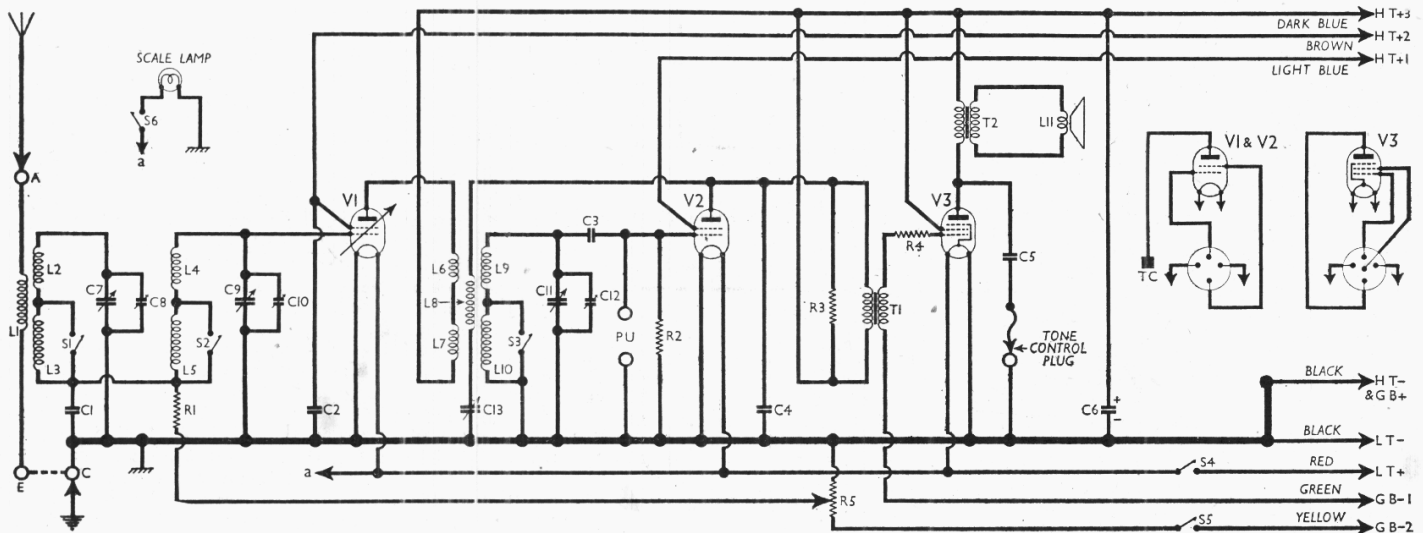 HT+3
DARK BLUE
HT+2
BROWN
HT+1
LIGHT BLUE
SCALE LAMP
S6
a
T2
L11
V1 & V2
V3
A
V1
V2
V3
C3
R4
TC
L2
L4
L6
L9
C5
C7
C8
C9
C10
L8
C11
C12
R3
T1
L1
S1
S2
L7
S3
PU
R2
TONE
CONTROL
PLUG
L3
L5
L10
BLACK
HT-
& GB+
C1
R1
C2
C13
C4
C6
+
-
BLACK
LT-
E
C
a
S4
RED
LT+
GREEN
GB-1
R5
S5
YELLOW
GB-2